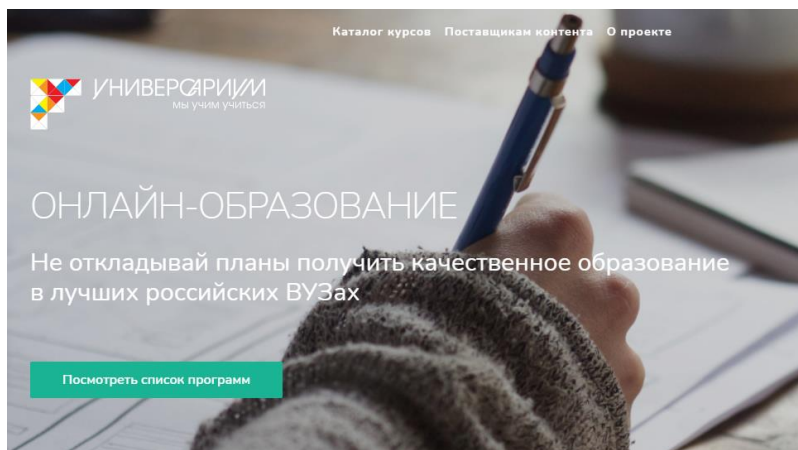 Каталог курсов Поставщикам контента О проекте
УНИВЕРСАРИУМ
мы учим учиться
ОНЛАЙН-ОБРАЗОВАНИЕ
Не откладывай планы получить качественное образование
в лучших российских ВУЗах
Посмотреть список программ